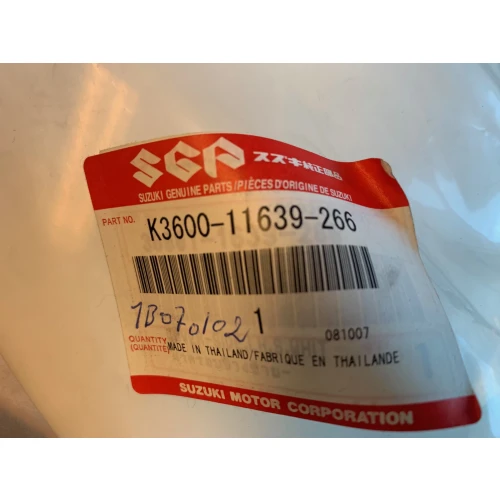 SGP スズキ純正部品
SUZUKI GENUINE PARTS/PIÈCES D'ORIGINE DE SUZUKI
PART NO. K3600-11639-266
1B070102 1 081007
QUANTITY
(QUANTITÉ)
MADE IN THAILAND/FABRIQUE EN THAILANDE
SUZUKI MOTOR CORPORATION